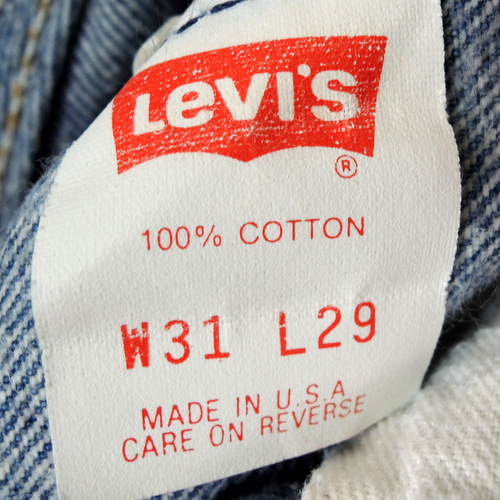 LEVI'S
®
100% COTTON
W31 L29
MADE IN U.S.A
CARE ON REVERSE